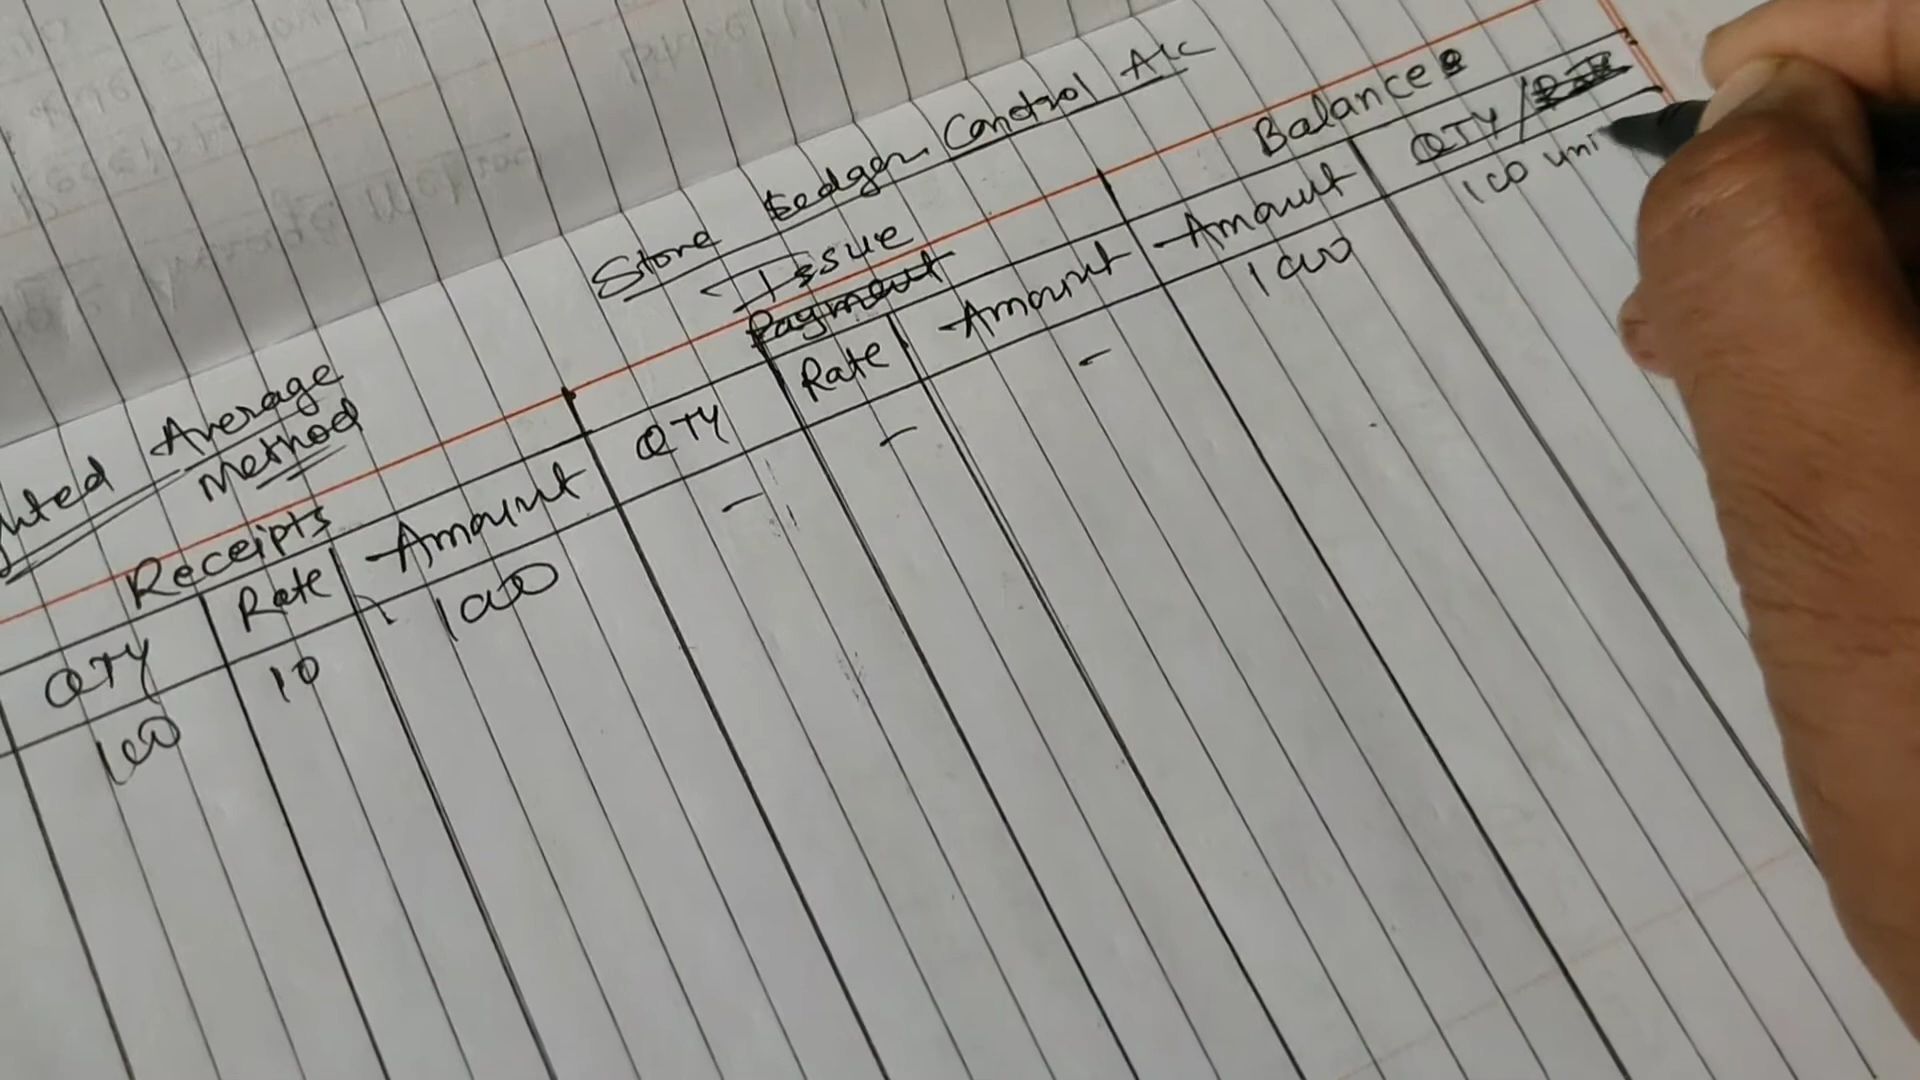 Store Ledger Control A/c
Average
Method
Issue
Payment
Receipts
Balance
QTY
Rate
Amount
QTY
Rate
Amount
Amount
QTY /
100
10
1000
-
-
-
1000
100 uni